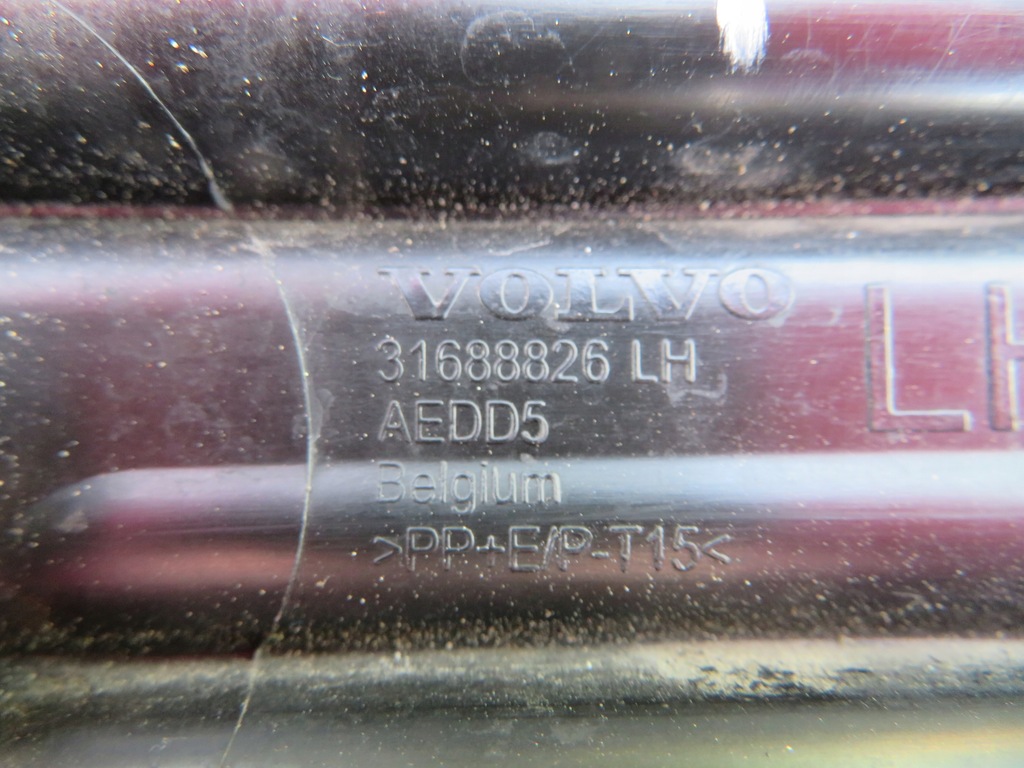 VOLVO
31688826 LH
AEDD5
Belgium
>PP+E/P-T15<
LH